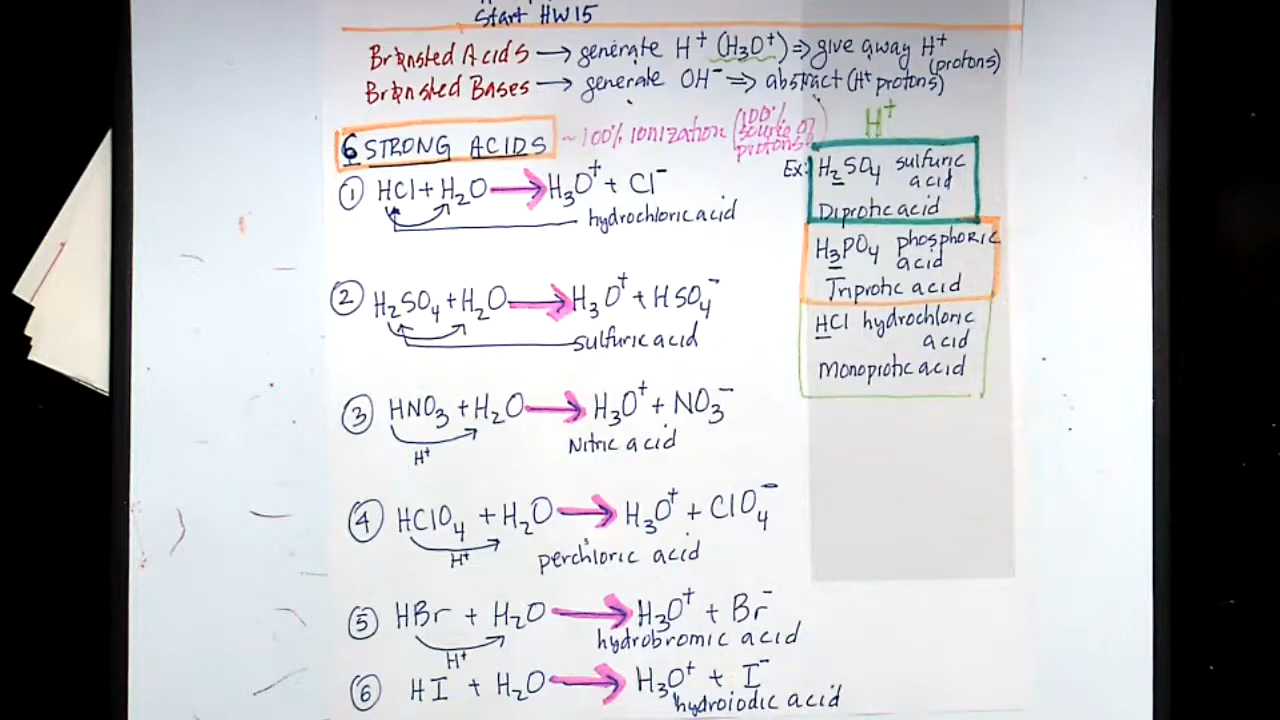 Start HW15
Brønsted Acids → generate H⁺ (H₃O⁺) ⇒ give away H⁺ (protons)
Brønsted Bases → generate OH⁻ ⇒ abstract (H⁺ protons)
6 STRONG ACIDS ~100% ionization (100% source of protons)
① HCl + H₂O → H₃O⁺ + Cl⁻
hydrochloric acid
② H₂SO₄ + H₂O → H₃O⁺ + HSO₄⁻
sulfuric acid
③ HNO₃ + H₂O → H₃O⁺ + NO₃⁻
H⁺
Nitric acid
④ HClO₄ + H₂O → H₃O⁺ + ClO₄⁻
H⁺
perchloric acid
⑤ HBr + H₂O → H₃O⁺ + Br⁻
H⁺
hydrobromic acid
⑥ HI + H₂O → H₃O⁺ + I⁻
hydroiodic acid
H⁺
Ex: H₂SO₄ sulfuric
acid
Diprotic acid
H₃PO₄ phosphoric
acid
Triprotic acid
HCl hydrochloric
acid
Monoprotic acid